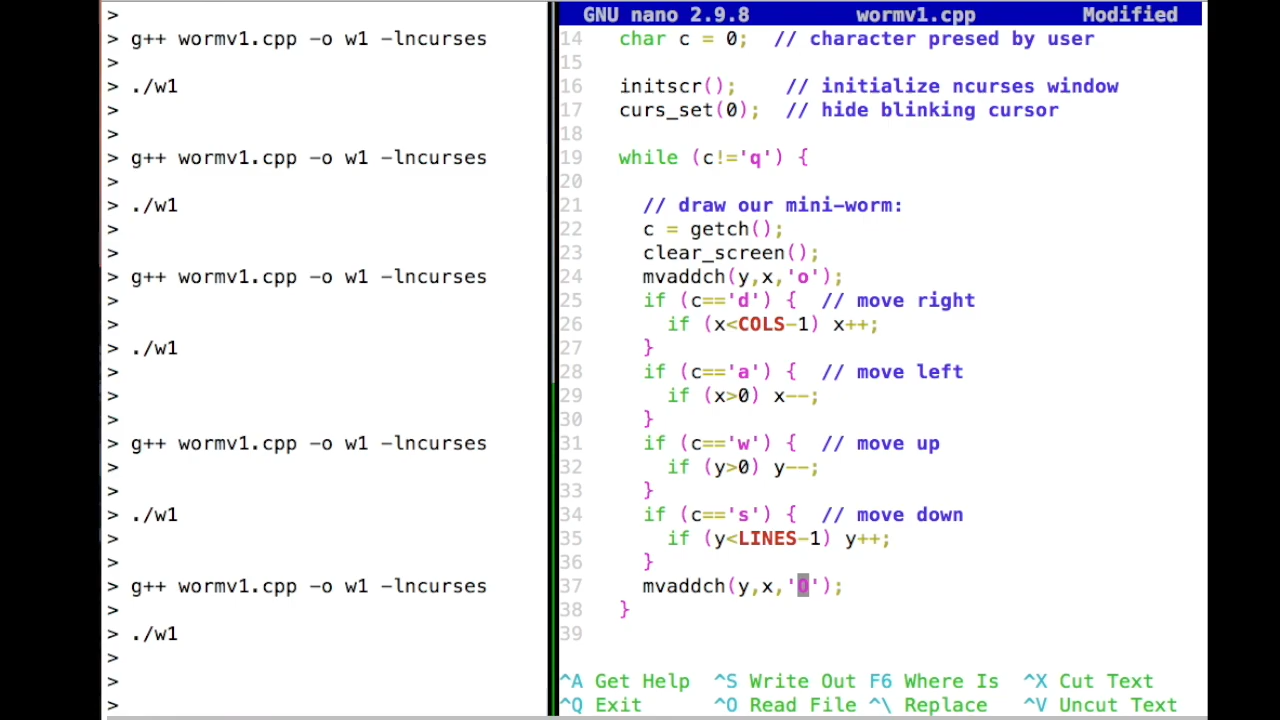 >
> g++ wormv1.cpp -o w1 -lncurses
>
> ./w1
>
>
> g++ wormv1.cpp -o w1 -lncurses
>
> ./w1
>
>
> g++ wormv1.cpp -o w1 -lncurses
>
>
> ./w1
>
>
>
> g++ wormv1.cpp -o w1 -lncurses
>
>
> ./w1
>
>
> g++ wormv1.cpp -o w1 -lncurses
>
> ./w1
>
>
>
GNU nano 2.9.8 wormv1.cpp Modified
14 char c = 0; // character presed by user
15
16 initscr(); // initialize ncurses window
17 curs_set(0); // hide blinking cursor
18
19 while (c!='q') {
20
21 // draw our mini-worm:
22 c = getch();
23 clear_screen();
24 mvaddch(y,x,'o');
25 if (c=='d') { // move right
26 if (x<COLS-1) x++;
27 }
28 if (c=='a') { // move left
29 if (x>0) x--;
30 }
31 if (c=='w') { // move up
32 if (y>0) y--;
33 }
34 if (c=='s') { // move down
35 if (y<LINES-1) y++;
36 }
37 mvaddch(y,x,'O');
38 }
39
^A Get Help ^S Write Out F6 Where Is ^X Cut Text
^Q Exit ^O Read File ^\ Replace ^V Uncut Text